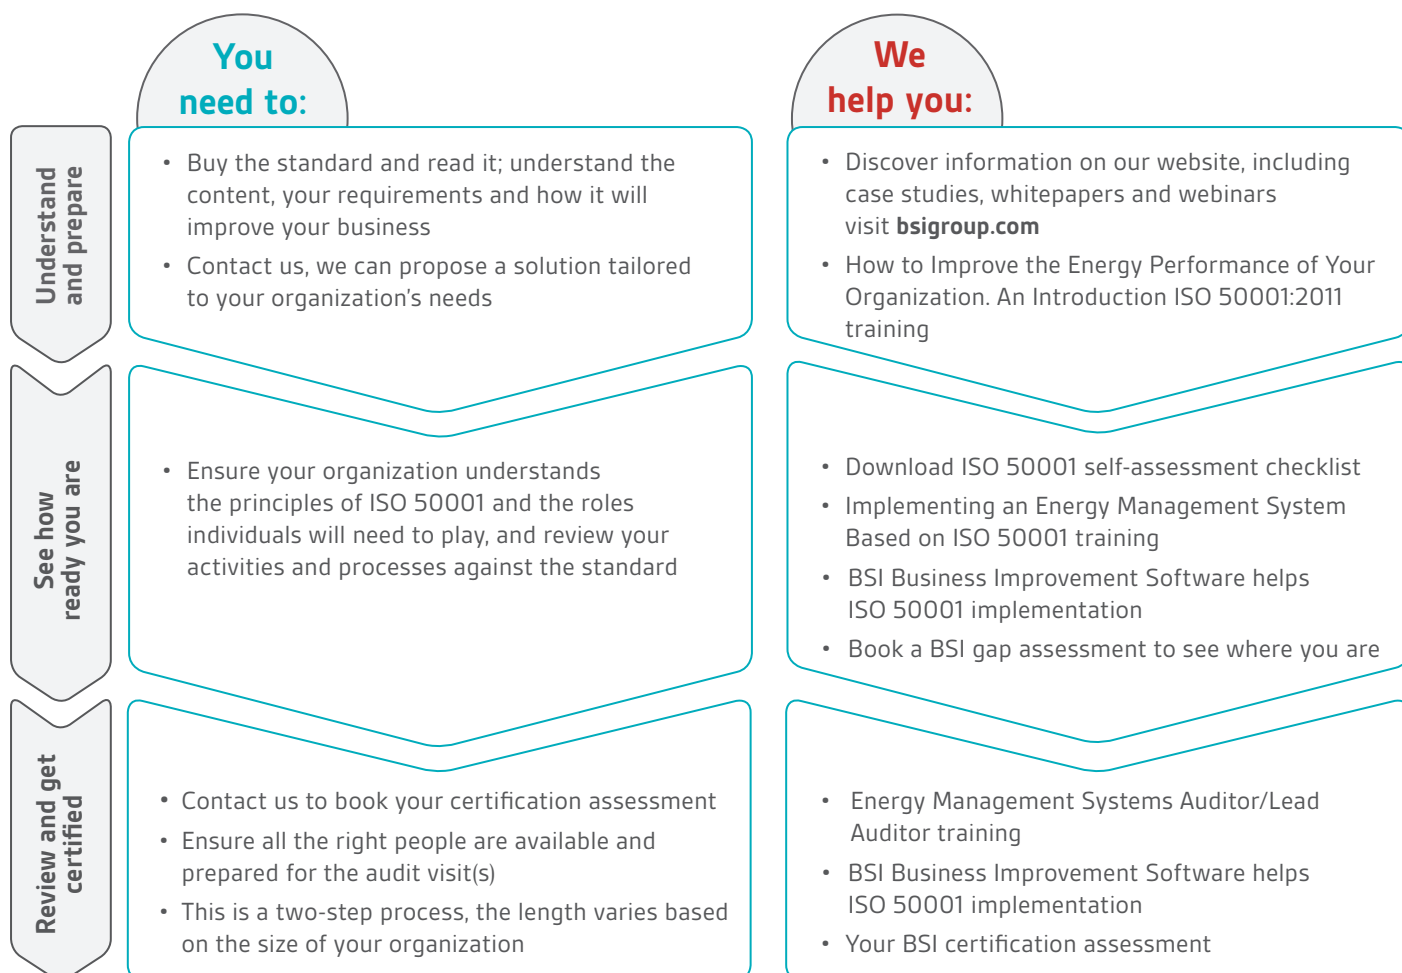 You
need to:
We
help you:
Understand
and prepare
• Buy the standard and read it; understand the
content, your requirements and how it will
improve your business
• Contact us, we can propose a solution tailored
to your organization's needs
• Discover information on our website, including
case studies, whitepapers and webinars
visit bsigroup.com
• How to Improve the Energy Performance of Your
Organization. An Introduction ISO 50001:2011
training
See how
ready you are
• Ensure your organization understands
the principles of ISO 50001 and the roles
individuals will need to play, and review your
activities and processes against the standard
• Download ISO 50001 self-assessment checklist
• Implementing an Energy Management System
Based on ISO 50001 training
• BSI Business Improvement Software helps
ISO 50001 implementation
• Book a BSI gap assessment to see where you are
Review and get
certified
• Contact us to book your certification assessment
• Ensure all the right people are available and
prepared for the audit visit(s)
• This is a two-step process, the length varies based
on the size of your organization
• Energy Management Systems Auditor/Lead
Auditor training
• BSI Business Improvement Software helps
ISO 50001 implementation
• Your BSI certification assessment